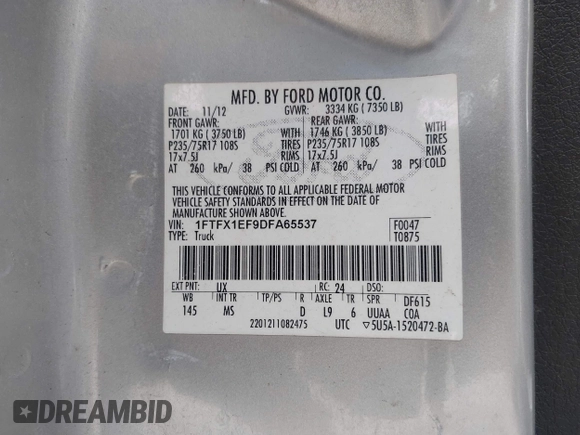 MFD. BY FORD MOTOR CO.
DATE: 11/12 GVWR: 3334 KG ( 7350 LB)
FRONT GAWR: REAR GAWR:
1701 KG ( 3750 LB) WITH 1746 KG ( 3850 LB) WITH
P235/75R17 108S TIRES P235/75R17 108S TIRES
17x7.5J RIMS 17x7.5J RIMS
AT 260 kPa/ 38 PSI COLD AT 260 kPa/ 38 PSI COLD
THIS VEHICLE CONFORMS TO ALL APPLICABLE FEDERAL MOTOR
VEHICLE SAFETY STANDARDS IN EFFECT ON THE DATE OF
MANUFACTURE SHOWN ABOVE.
VIN: 1FTFX1EF9DFA65537 F0047
TYPE: Truck T0875
EXT PNT: UX RC: 24 DSO:
WB INT TR TP/PS R AXLE TR SPR DF615
145 MS D L9 6 UUAA COA
2201211082475 UTC ▽5U5A-1520472-BA
DREAMBID